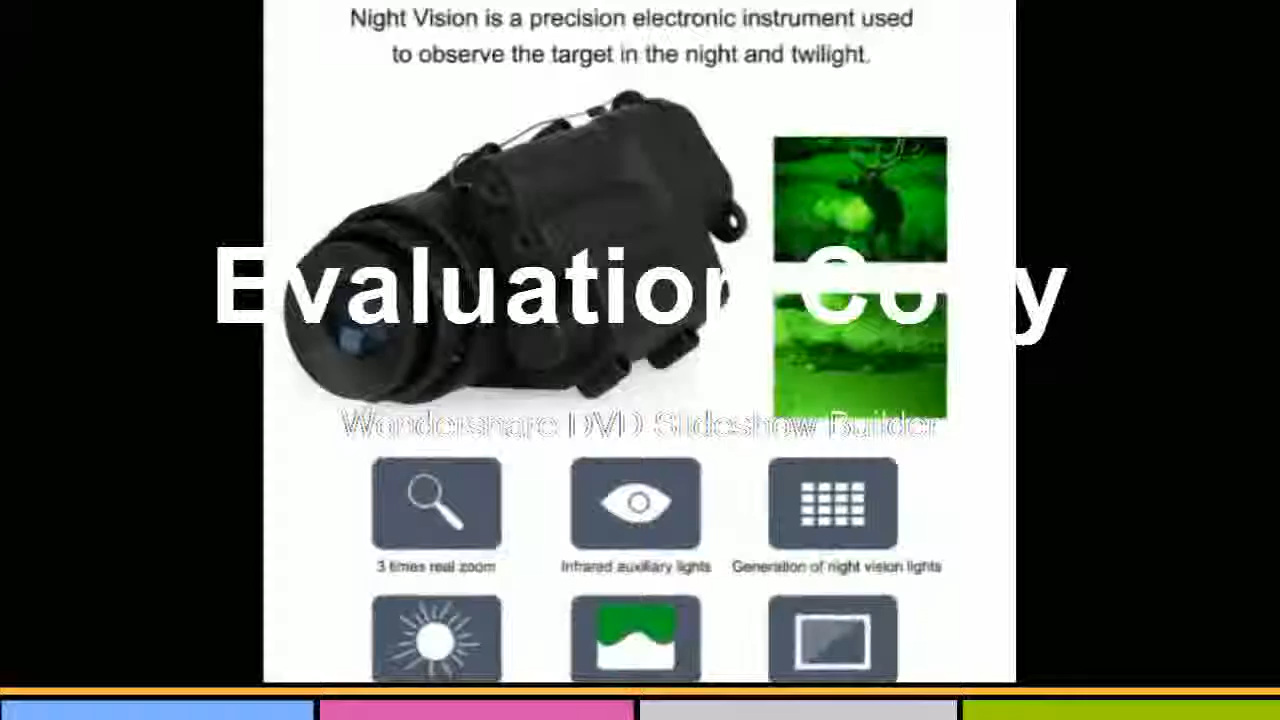 Night Vision is a precision electronic instrument used
to observe the target in the night and twilight.
Evaluation Copy
Wondershare DVD Slideshow Builder
3 times real zoom
Infrared auxiliary lights
Generation of night vision lights